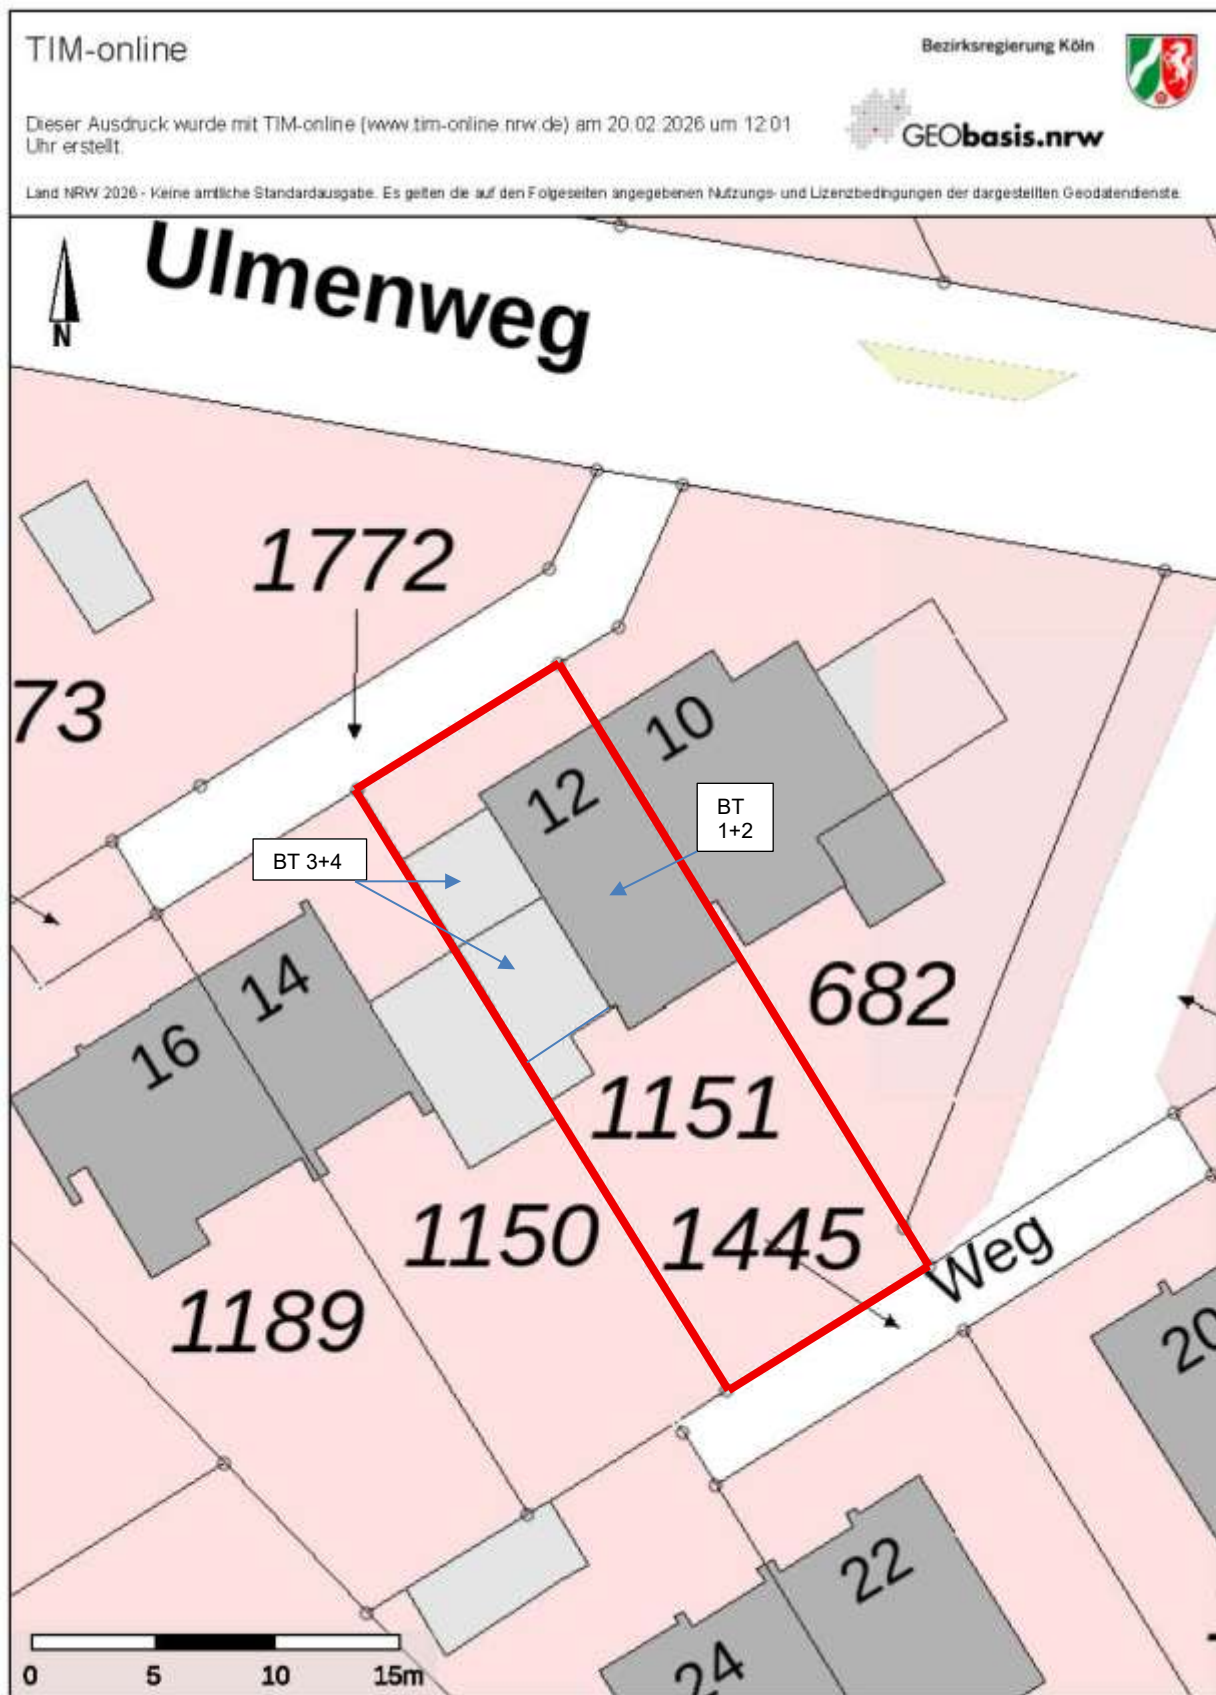 TIM-online
Bezirksregierung Köln
Dieser Ausdruck wurde mit TIM-online (www.tim-online.nrw.de) am 20.02.2026 um 12:01
Uhr erstellt.
GEObasis.nrw
Land NRW 2026 - Keine amtliche Standardausgabe. Es gelten die auf den Folgeseiten angegebenen Nutzungs- und Lizenzbedingungen der dargestellten Geodatendienste.
Ulmenweg
N
1772
73
10
12
BT
1+2
BT 3+4
14
16
682
1151
1150
1445
Weg
1189
20
22
24
0 5 10 15m